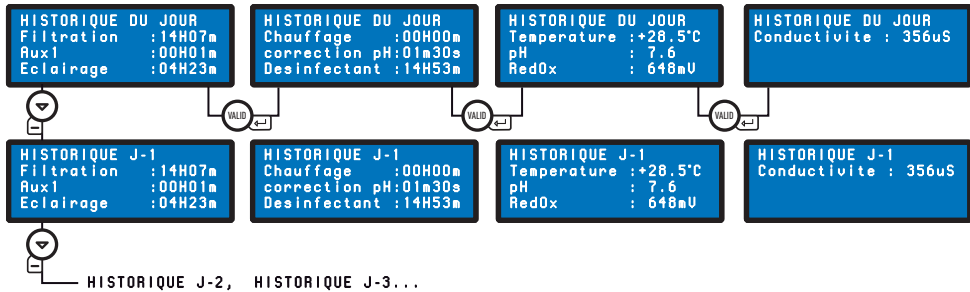 HISTORIQUE DU JOUR
Filtration :14H07m
Aux1 :00H01m
Eclairage :04H23m
HISTORIQUE DU JOUR
Chauffage :00H00m
correction pH:01m30s
Desinfectant :14H53m
HISTORIQUE DU JOUR
Temperature :+28.5°C
pH : 7.6
RedOx : 648mV
HISTORIQUE DU JOUR
Conductivite : 356uS
VALID
VALID
VALID
HISTORIQUE J-1
Filtration :14H07m
Aux1 :00H01m
Eclairage :04H23m
HISTORIQUE J-1
Chauffage :00H00m
correction pH:01m30s
Desinfectant :14H53m
HISTORIQUE J-1
Temperature :+28.5°C
pH : 7.6
RedOx : 648mV
HISTORIQUE J-1
Conductivite : 356uS
HISTORIQUE J-2, HISTORIQUE J-3...